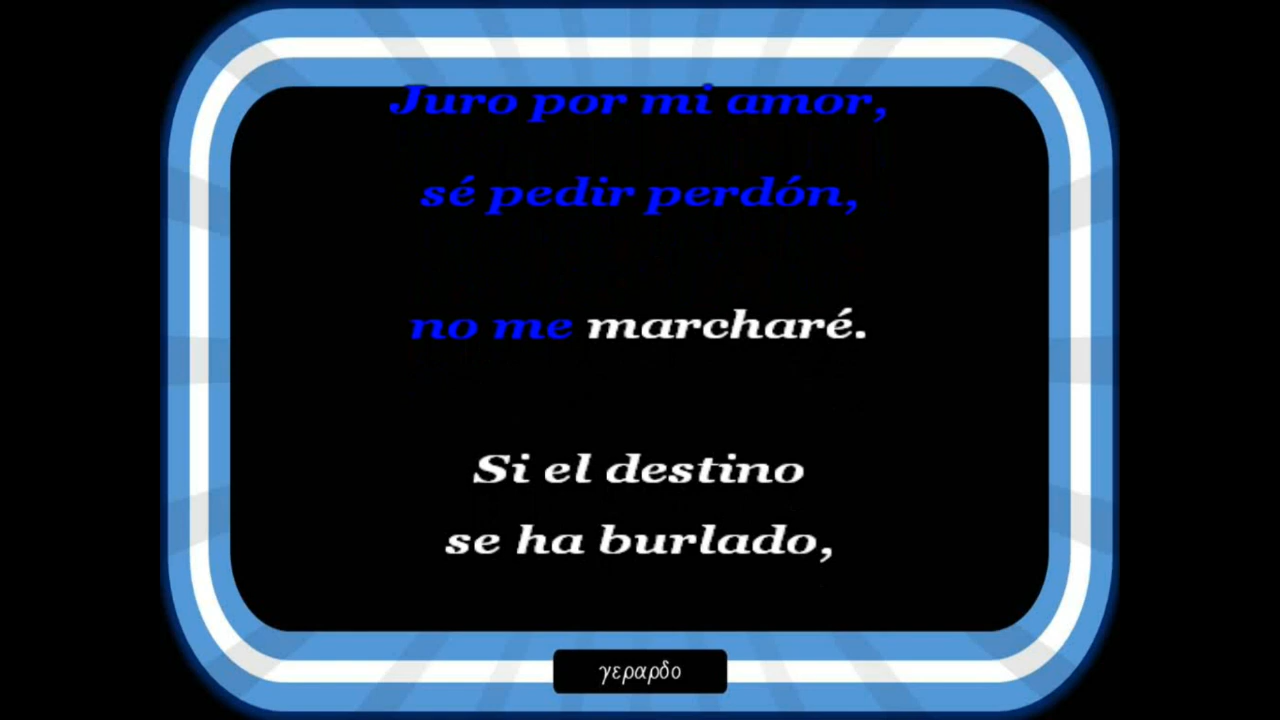 Juro por mi amor,
sé pedir perdón,
no me marcharé.
Si el destino
se ha burlado,
γεραρδο